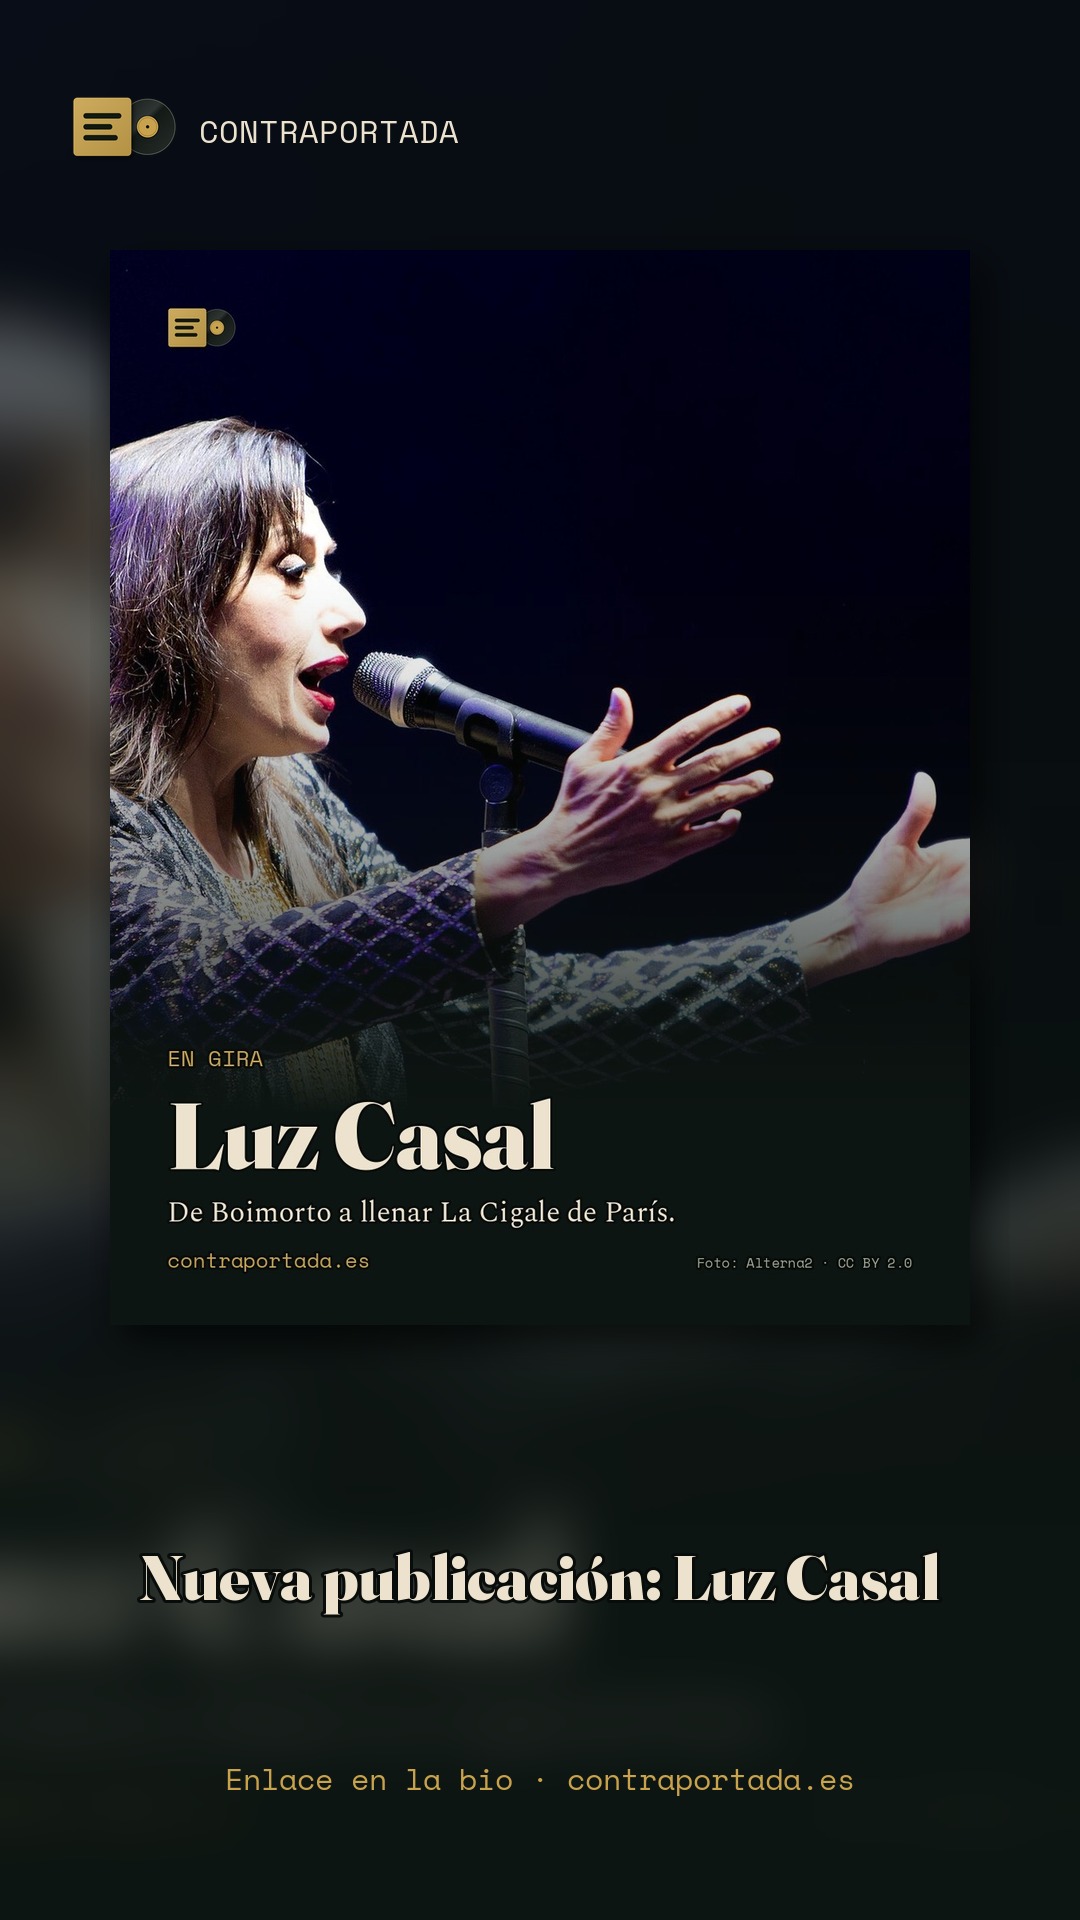 CONTRAPORTADA
EN GIRA
Luz Casal
De Boimorto a llenar La Cigale de París.
contraportada.es
Foto: Alterna2 · CC BY 2.0
Nueva publicación: Luz Casal
Enlace en la bio · contraportada.es